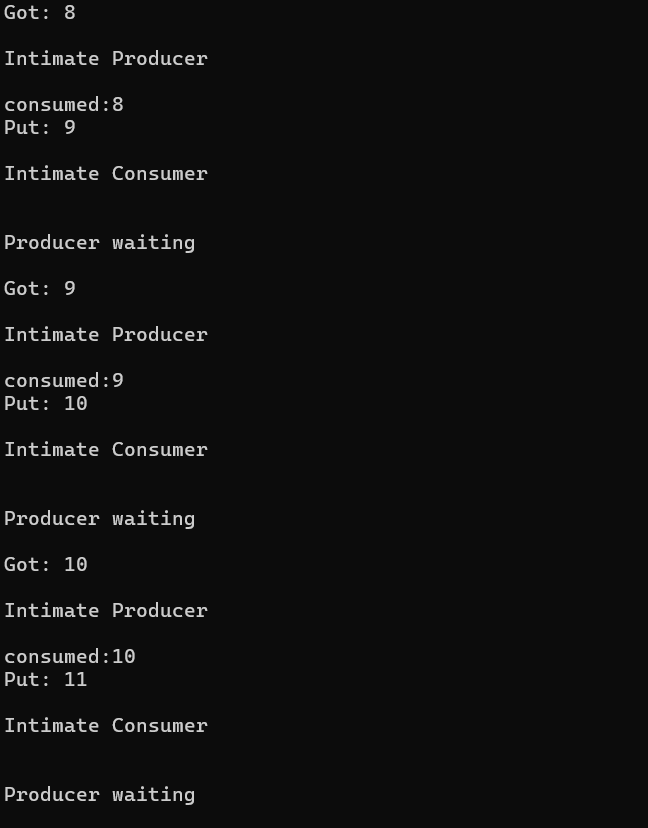 Got: 8
Intimate Producer
consumed:8
Put: 9
Intimate Consumer
Producer waiting
Got: 9
Intimate Producer
consumed:9
Put: 10
Intimate Consumer
Producer waiting
Got: 10
Intimate Producer
consumed:10
Put: 11
Intimate Consumer
Producer waiting